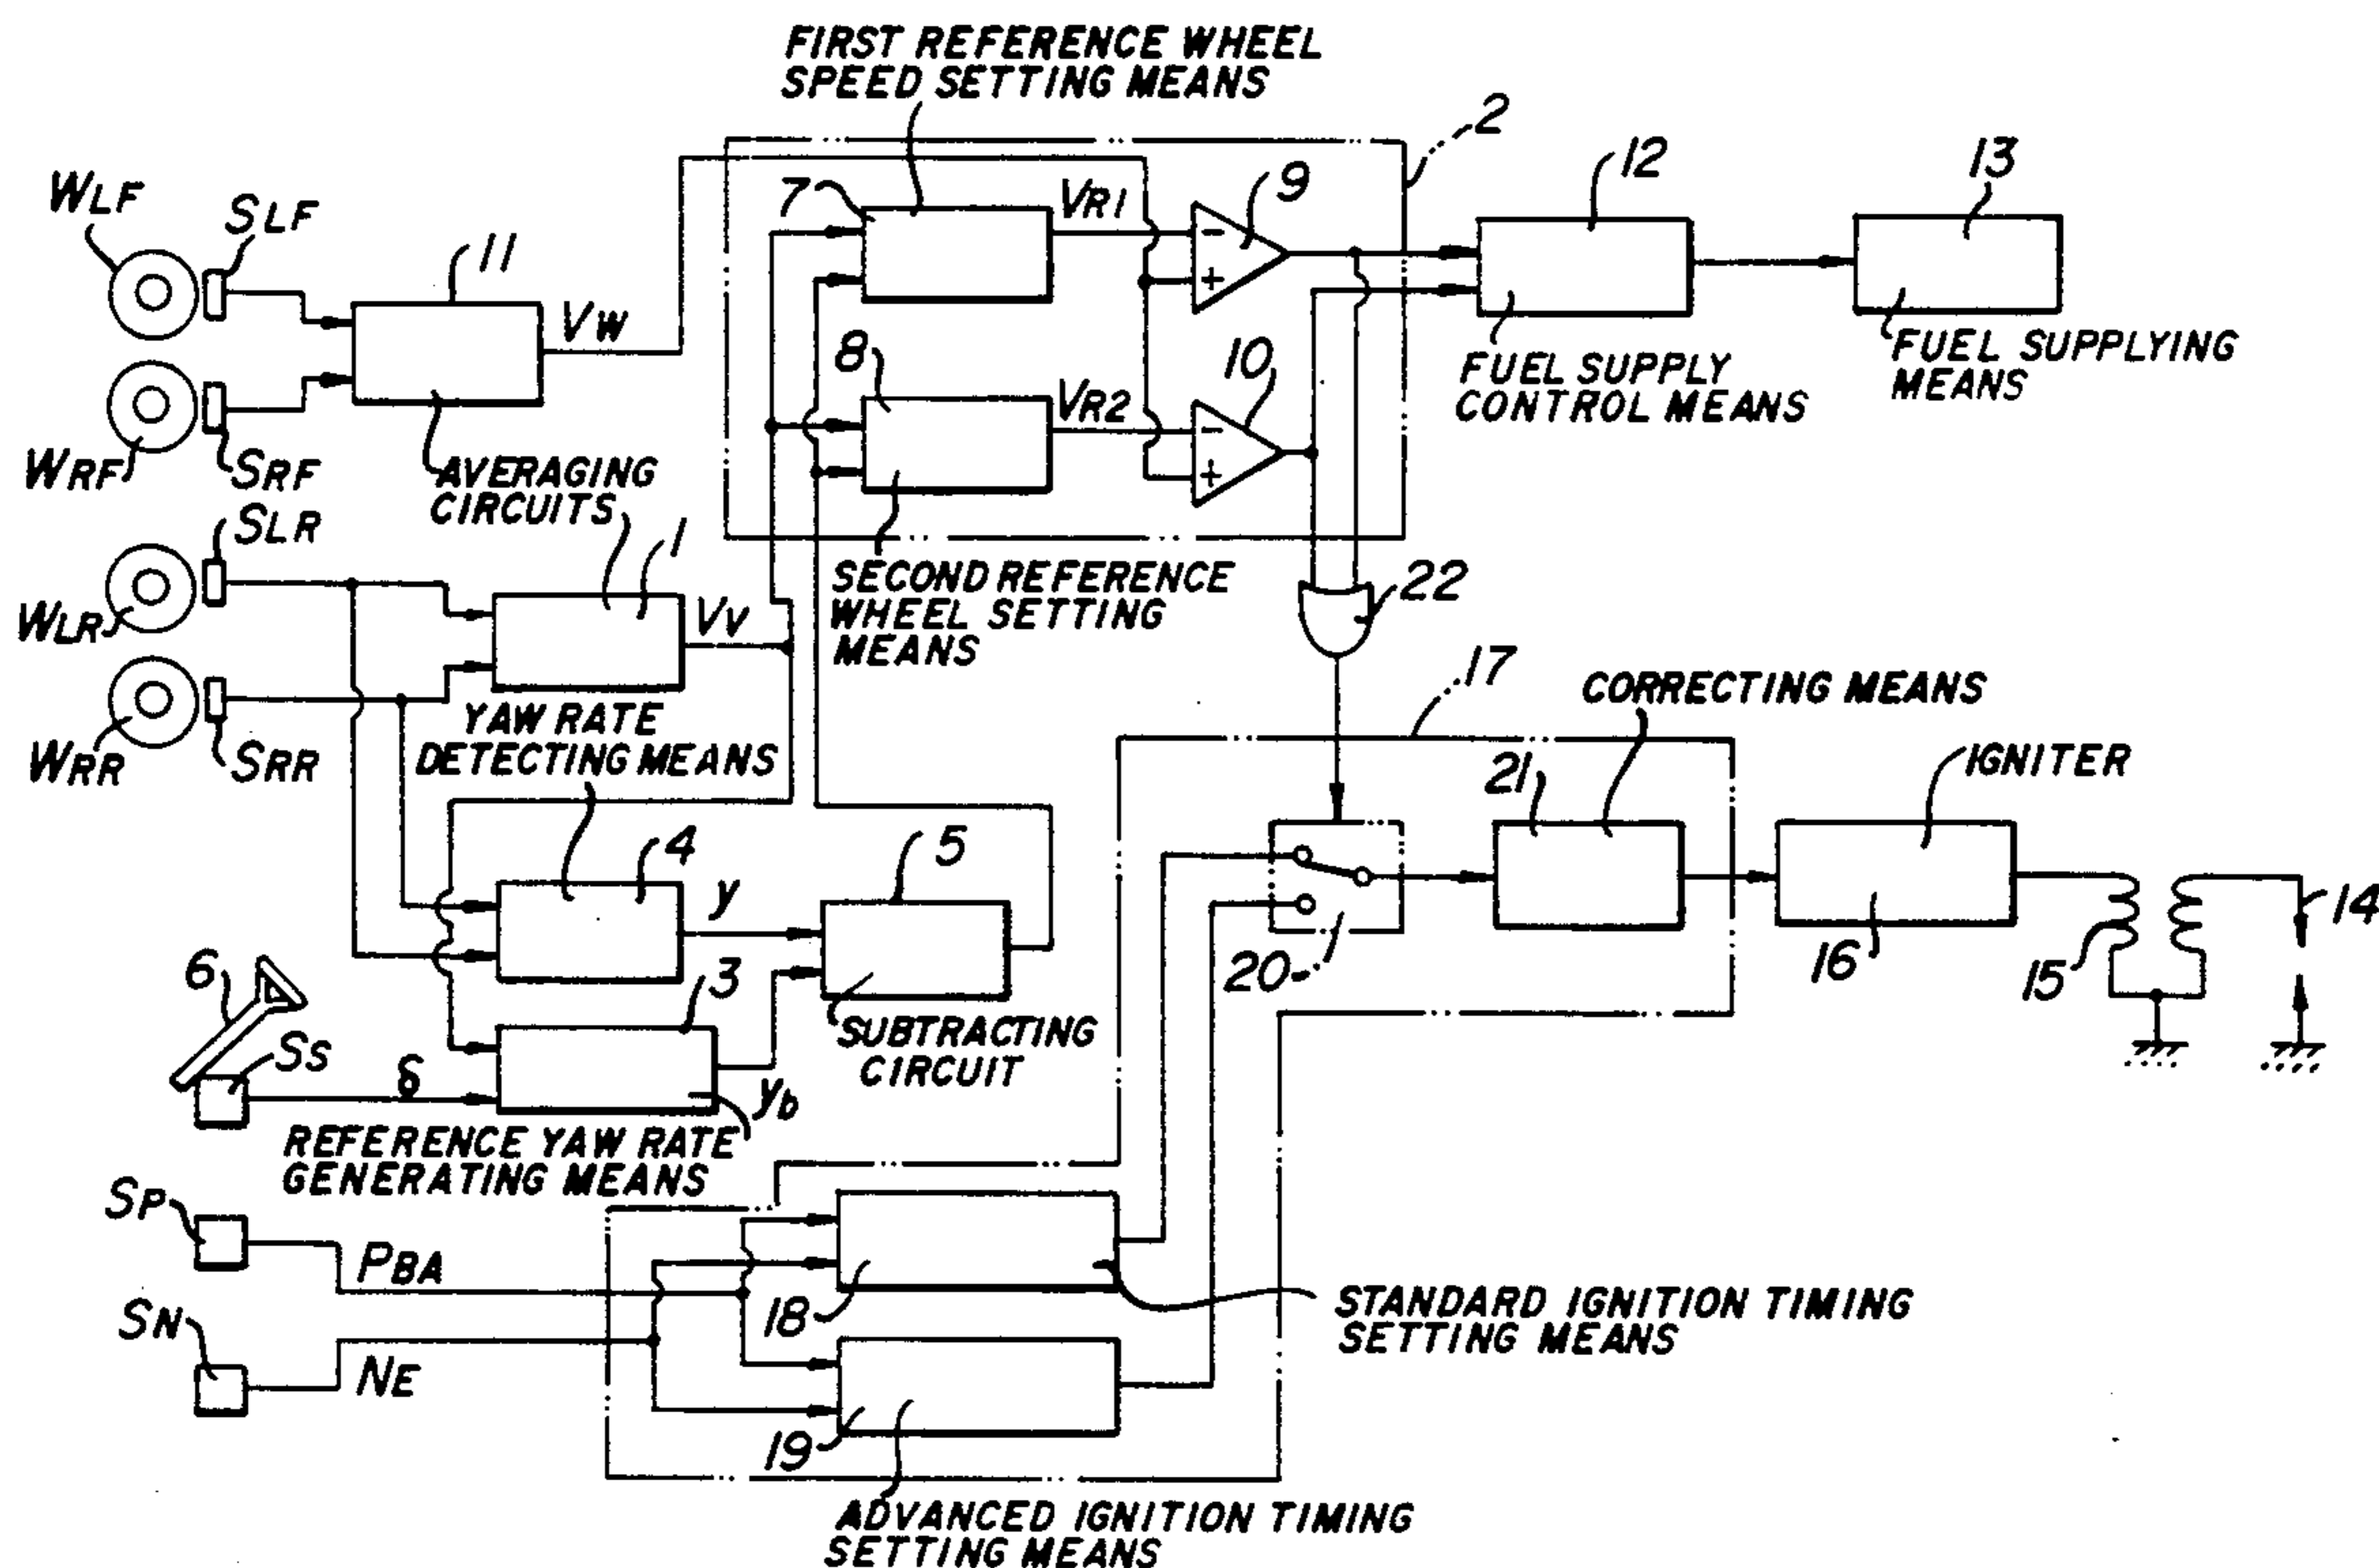 FIRST REFERENCE WHEEL
SPEED SETTING MEANS
2
WLF
SLF
11
VW
7
VR1
9
12
13
-
+
8
VR2
10
-
+
FUEL SUPPLY
CONTROL MEANS
FUEL SUPPLYING
MEANS
WRF
SRF
AVERAGING
CIRCUITS
SLR
1
WLR
VV
SECOND REFERENCE
WHEEL SETTING
MEANS
22
WRR
SRR
YAW RATE
DETECTING MEANS
17
CORRECTING MEANS
21
IGNITER
4
y
5
20
16
15
14
6
SS
δ
3
yb
SUBTRACTING
CIRCUIT
REFERENCE YAW RATE
GENERATING MEANS
SP
PBA
SN
NE
18
STANDARD IGNITION TIMING
SETTING MEANS
19
ADVANCED IGNITION TIMING
SETTING MEANS